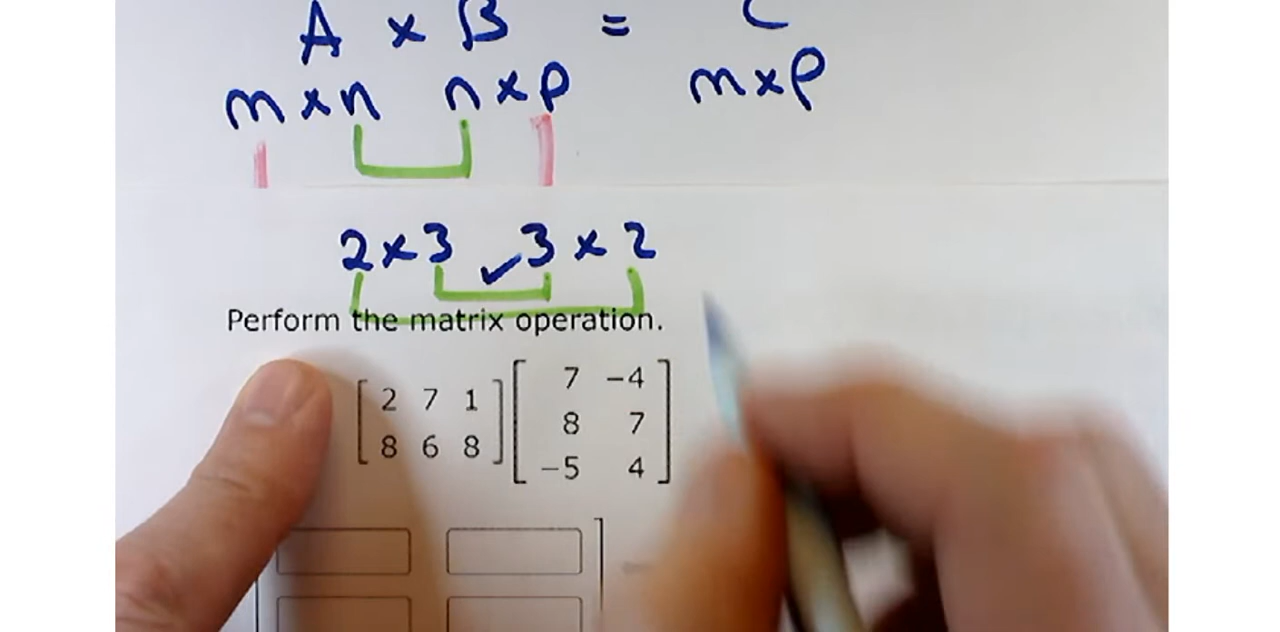 A × B =
m × n n × p m × p
2 × 3 ✓ 3 × 2
Perform the matrix operation.
[ 2 7 1 ] [ 7 −4 ]
[ 8 6 8 ] [ 8 7 ]
[ −5 4 ]